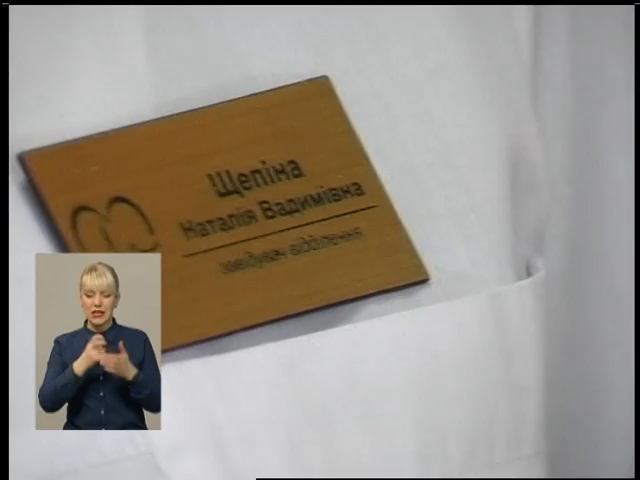 Щепіна
Наталія Вадимівна
завідувач відділення